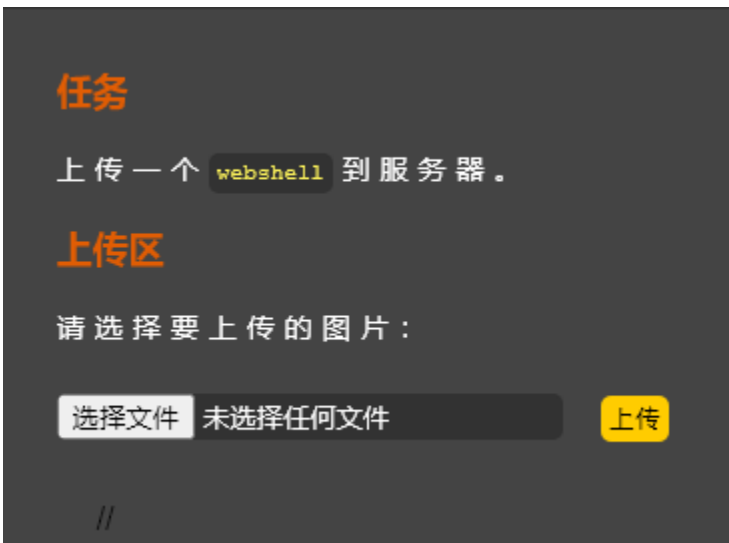 任务
上传一个 webshell 到服务器。
上传区
请选择要上传的图片：
选择文件 未选择任何文件 上传
//